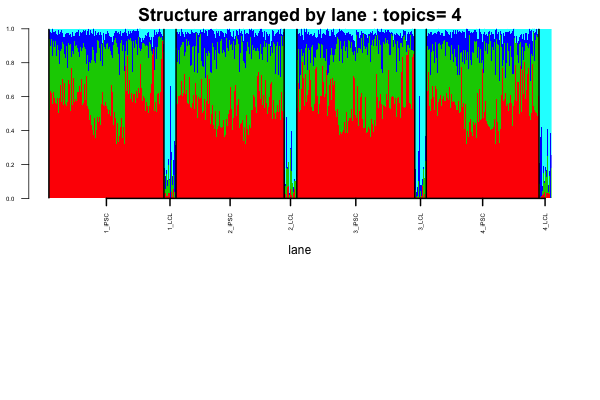 Structure arranged by lane : topics= 4
1.0
0.8
0.6
0.4
0.2
0.0
1_iPSC
1_LCL
2_iPSC
2_LCL
3_iPSC
3_LCL
4_iPSC
4_LCL
lane